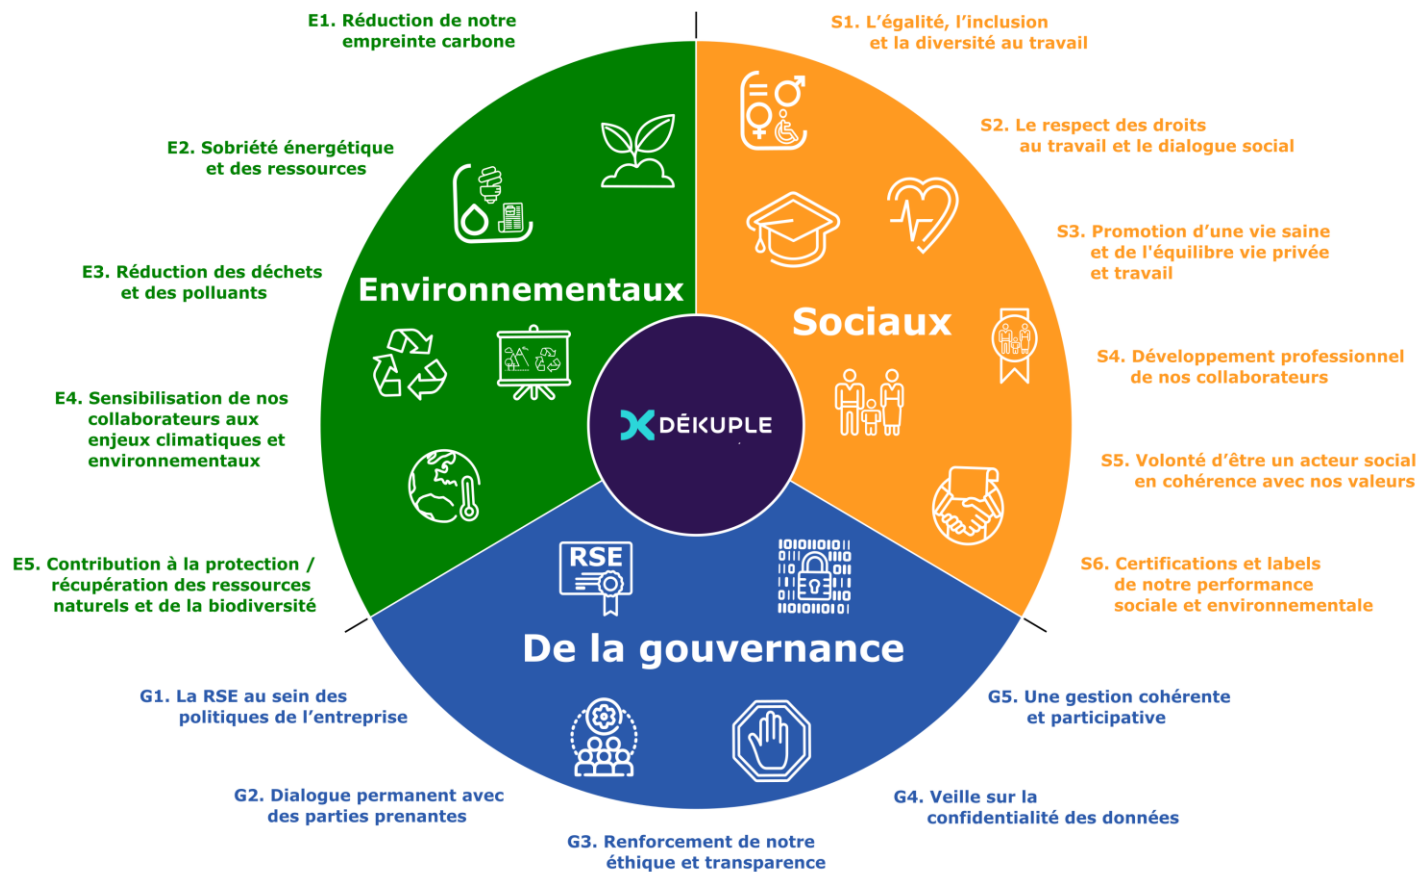 E1. Réduction de notre
empreinte carbone
E2. Sobriété énergétique
et des ressources
E3. Réduction des déchets
et des polluants
E4. Sensibilisation de nos
collaborateurs aux
enjeux climatiques et
environnementaux
E5. Contribution à la protection /
récupération des ressources
naturels et de la biodiversité
Environnementaux
S1. L’égalité, l’inclusion
et la diversité au travail
S2. Le respect des droits
au travail et le dialogue social
S3. Promotion d’une vie saine
et de l'équilibre vie privée
et travail
S4. Développement professionnel
de nos collaborateurs
S5. Volonté d’être un acteur social
en cohérence avec nos valeurs
S6. Certifications et labels
de notre performance
sociale et environnementale
Sociaux
DÉKUPLE
RSE
De la gouvernance
G1. La RSE au sein des
politiques de l’entreprise
G2. Dialogue permanent avec
des parties prenantes
G3. Renforcement de notre
éthique et transparence
G4. Veille sur la
confidentialité des données
G5. Une gestion cohérente
et participative